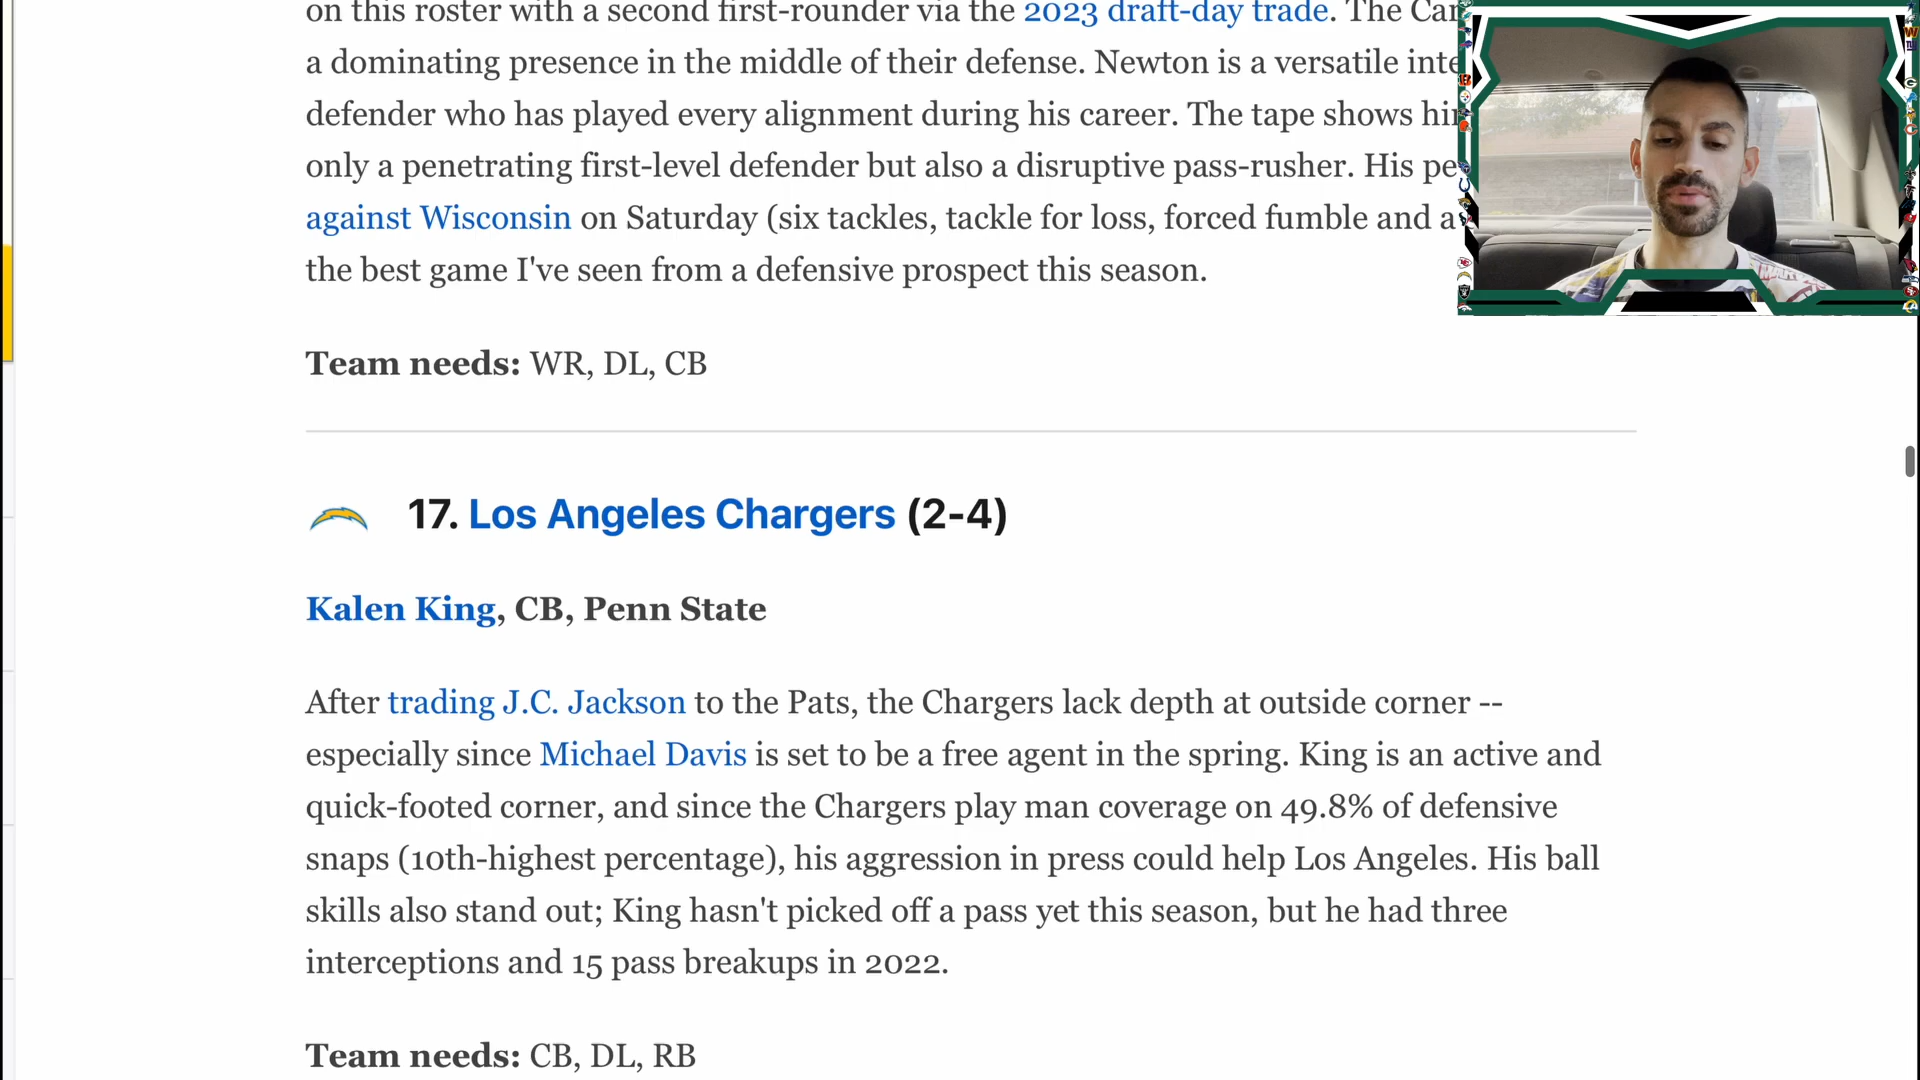 on this roster with a second first-rounder via the 2023 draft-day trade. The
a dominating presence in the middle of their defense. Newton is a versatile
defender who has played every alignment during his career. The tape shows
only a penetrating first-level defender but also a disruptive pass-rusher. His
against Wisconsin on Saturday (six tackles, tackle for loss, forced fumble and a
the best game I've seen from a defensive prospect this season.
Team needs: WR, DL, CB
17. Los Angeles Chargers (2-4)
Kalen King, CB, Penn State
After trading J.C. Jackson to the Pats, the Chargers lack depth at outside corner --
especially since Michael Davis is set to be a free agent in the spring. King is an active and
quick-footed corner, and since the Chargers play man coverage on 49.8% of defensive
snaps (10th-highest percentage), his aggression in press could help Los Angeles. His ball
skills also stand out; King hasn't picked off a pass yet this season, but he had three
interceptions and 15 pass breakups in 2022.
Team needs: CB, DL, RB